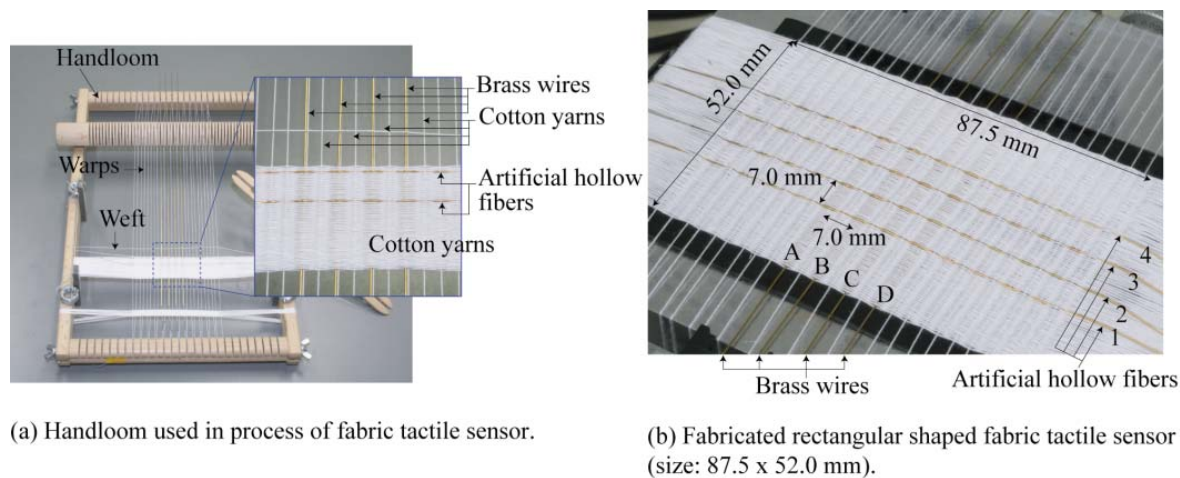 Handloom
Brass wires
Cotton yarns
Warps
Artificial hollow
fibers
Weft
Cotton yarns
(a) Handloom used in process of fabric tactile sensor.
52.0 mm
87.5 mm
7.0 mm
7.0 mm
A
B
C
D
4
3
2
1
Brass wires
Artificial hollow fibers
(b) Fabricated rectangular shaped fabric tactile sensor
(size: 87.5 x 52.0 mm).